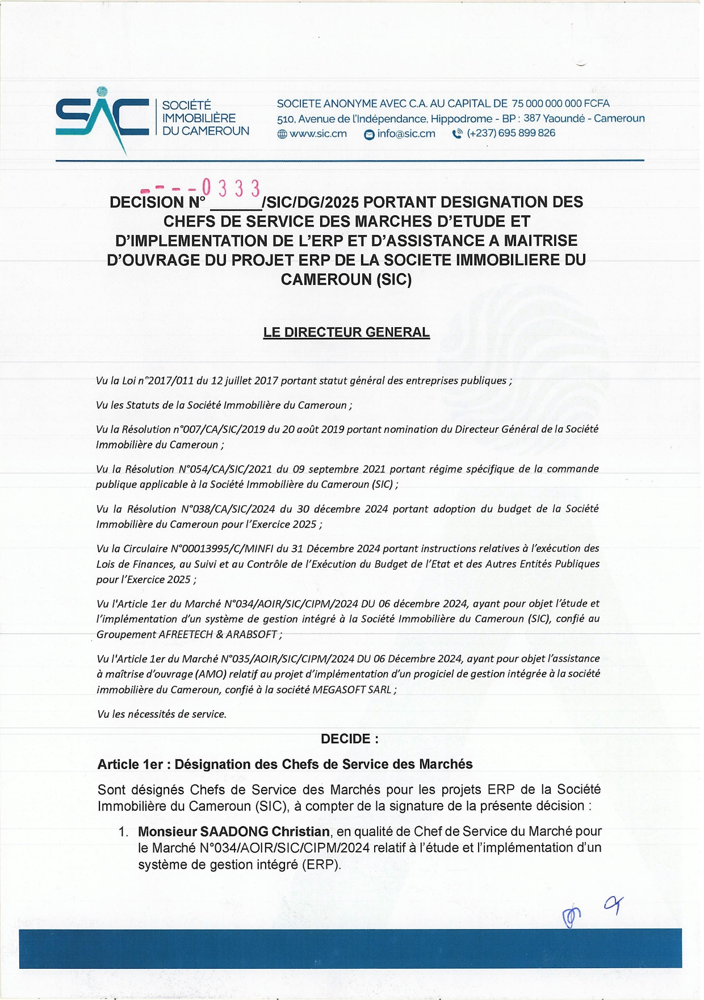 SAC
SOCIÉTÉ
IMMOBILIÈRE
DU CAMEROUN
SOCIETE ANONYME AVEC C.A. AU CAPITAL DE 75 000 000 000 FCFA
510, Avenue de l'Indépendance, Hippodrome - BP : 387 Yaoundé - Cameroun
www.sic.cm info@sic.cm (+237) 695 899 826
----0333
DECISION N° ______/SIC/DG/2025 PORTANT DESIGNATION DES
CHEFS DE SERVICE DES MARCHES D'ETUDE ET
D'IMPLEMENTATION DE L'ERP ET D'ASSISTANCE A MAITRISE
D'OUVRAGE DU PROJET ERP DE LA SOCIETE IMMOBILIERE DU
CAMEROUN (SIC)
LE DIRECTEUR GENERAL
Vu la Loi n°2017/011 du 12 juillet 2017 portant statut général des entreprises publiques ;
Vu les Statuts de la Société Immobilière du Cameroun ;
Vu la Résolution n°007/CA/SIC/2019 du 20 août 2019 portant nomination du Directeur Général de la Société
Immobilière du Cameroun ;
Vu la Résolution N°054/CA/SIC/2021 du 09 septembre 2021 portant régime spécifique de la commande
publique applicable à la Société Immobilière du Cameroun (SIC) ;
Vu la Résolution N°038/CA/SIC/2024 du 30 décembre 2024 portant adoption du budget de la Société
Immobilière du Cameroun pour l'Exercice 2025 ;
Vu la Circulaire N°00013995/C/MINFI du 31 Décembre 2024 portant instructions relatives à l'exécution des
Lois de Finances, au Suivi et au Contrôle de l'Exécution du Budget de l'Etat et des Autres Entités Publiques
pour l'Exercice 2025 ;
Vu l'Article 1er du Marché N°034/AOIR/SIC/CIPM/2024 DU 06 décembre 2024, ayant pour objet l'étude et
l'implémentation d'un système de gestion intégré à la Société Immobilière du Cameroun (SIC), confié au
Groupement AFREETECH & ARABSOFT ;
Vu l'Article 1er du Marché N°035/AOIR/SIC/CIPM/2024 DU 06 Décembre 2024, ayant pour objet l'assistance
à maîtrise d'ouvrage (AMO) relatif au projet d'implémentation d'un progiciel de gestion intégrée à la société
immobilière du Cameroun, confié à la société MEGASOFT SARL ;
Vu les nécessités de service.
DECIDE :
Article 1er : Désignation des Chefs de Service des Marchés
Sont désignés Chefs de Service des Marchés pour les projets ERP de la Société
Immobilière du Cameroun (SIC), à compter de la signature de la présente décision :
1. Monsieur SAADONG Christian, en qualité de Chef de Service du Marché pour
le Marché N°034/AOIR/SIC/CIPM/2024 relatif à l'étude et l'implémentation d'un
système de gestion intégré (ERP).